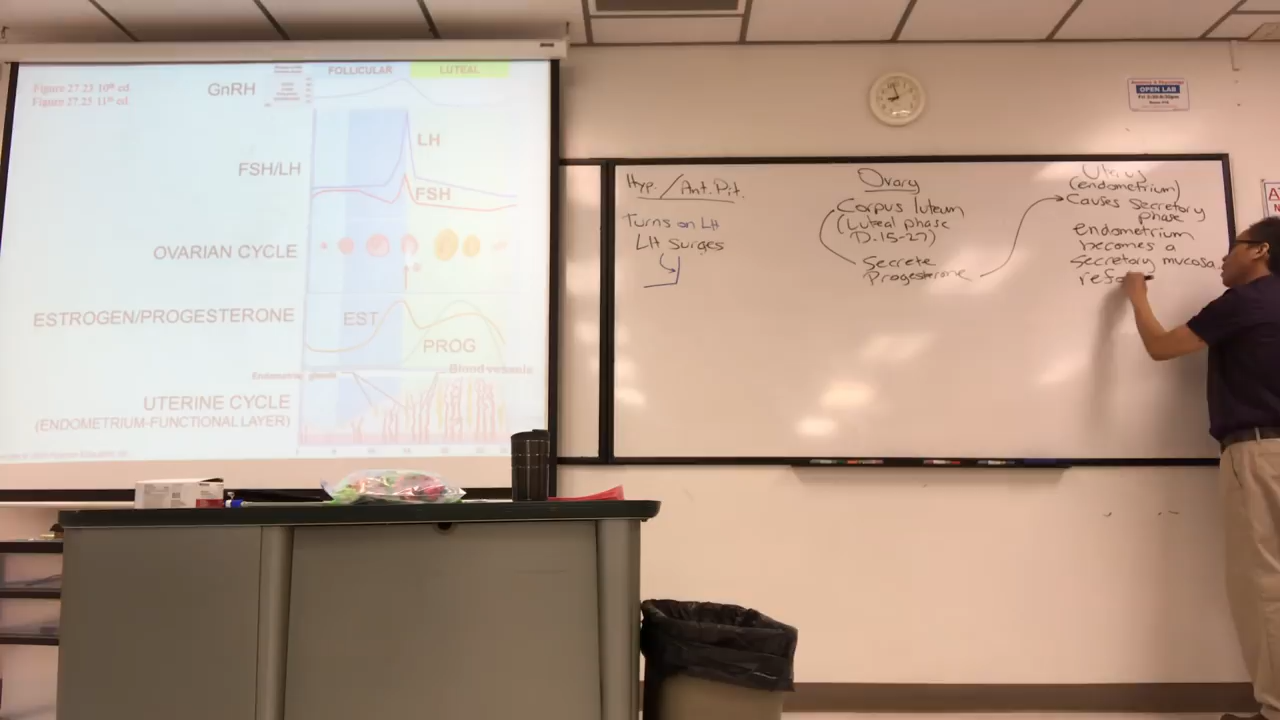 Figure 27.23 10th ed
Figure 27.25 11th ed
GnRH
FOLLICULAR
LUTEAL
FSH/LH
LH
FSH
OVARIAN CYCLE
ESTROGEN/PROGESTERONE
EST
PROG
Blood vessels
UTERINE CYCLE
(ENDOMETRIUM-FUNCTIONAL LAYER)
Hyp. / Ant. Pit.
Turns on LH
LH Surges
Ovary
Corpus luteum
(Luteal phase
D.15-27)
Secrete
Progesterone
Uterus
(endometrium)
Causes Secretory
phase
endometrium
becomes a
secretory mucosa
OPEN LAB